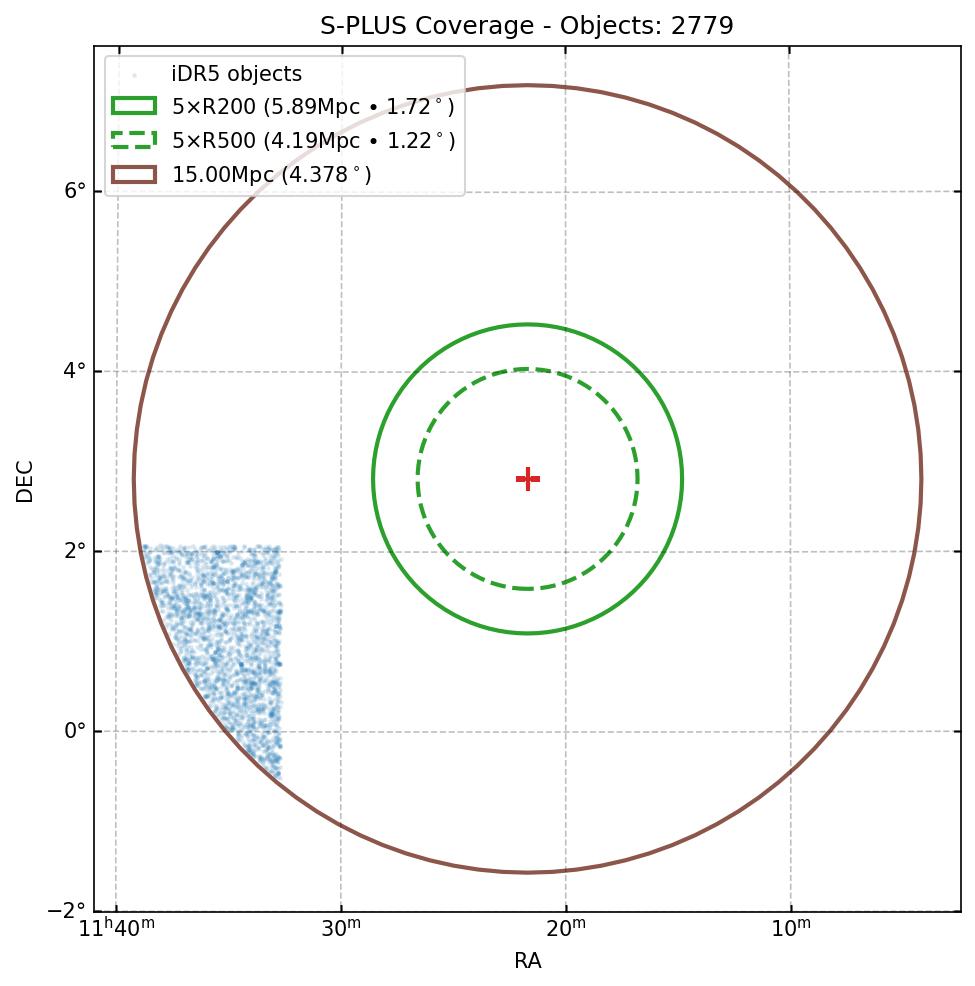 S-PLUS Coverage - Objects: 2779
iDR5 objects
5×R200 (5.89Mpc • 1.72°)
5×R500 (4.19Mpc • 1.22°)
15.00Mpc (4.378°)
6°
4°
2°
0°
−2°
DEC
11ʰ40ᵐ 30ᵐ 20ᵐ 10ᵐ
RA